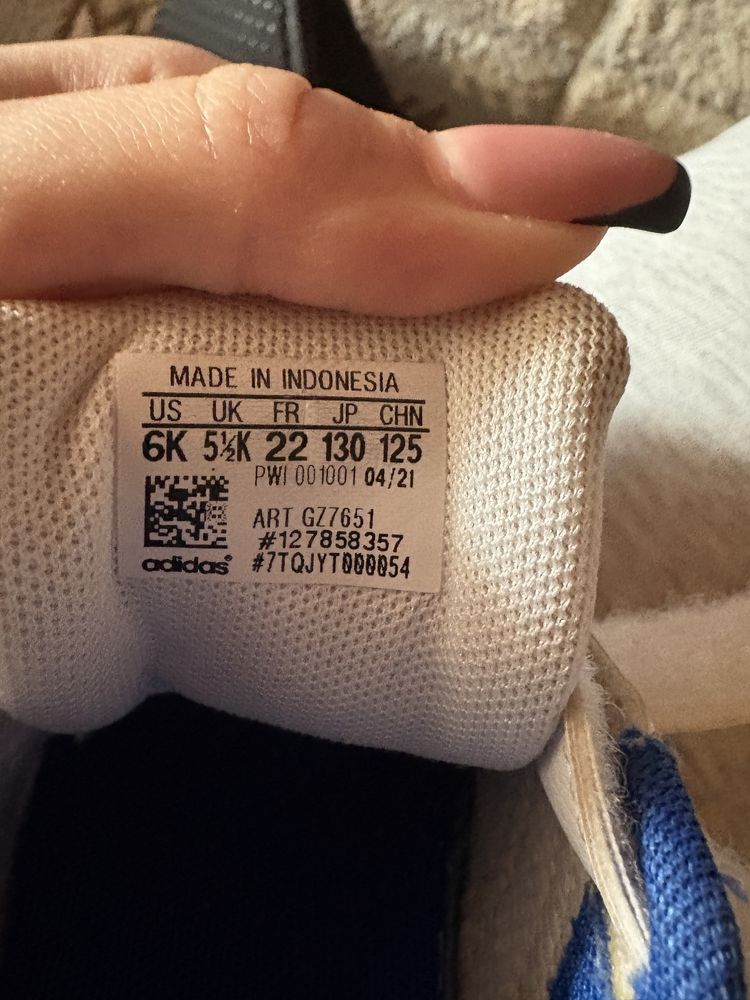 MADE IN INDONESIA
US UK FR JP CHN
6K 5½K 22 130 125
PWI 001001 04/21
ART GZ7651
#127858357
adidas® #7TQJYT000054